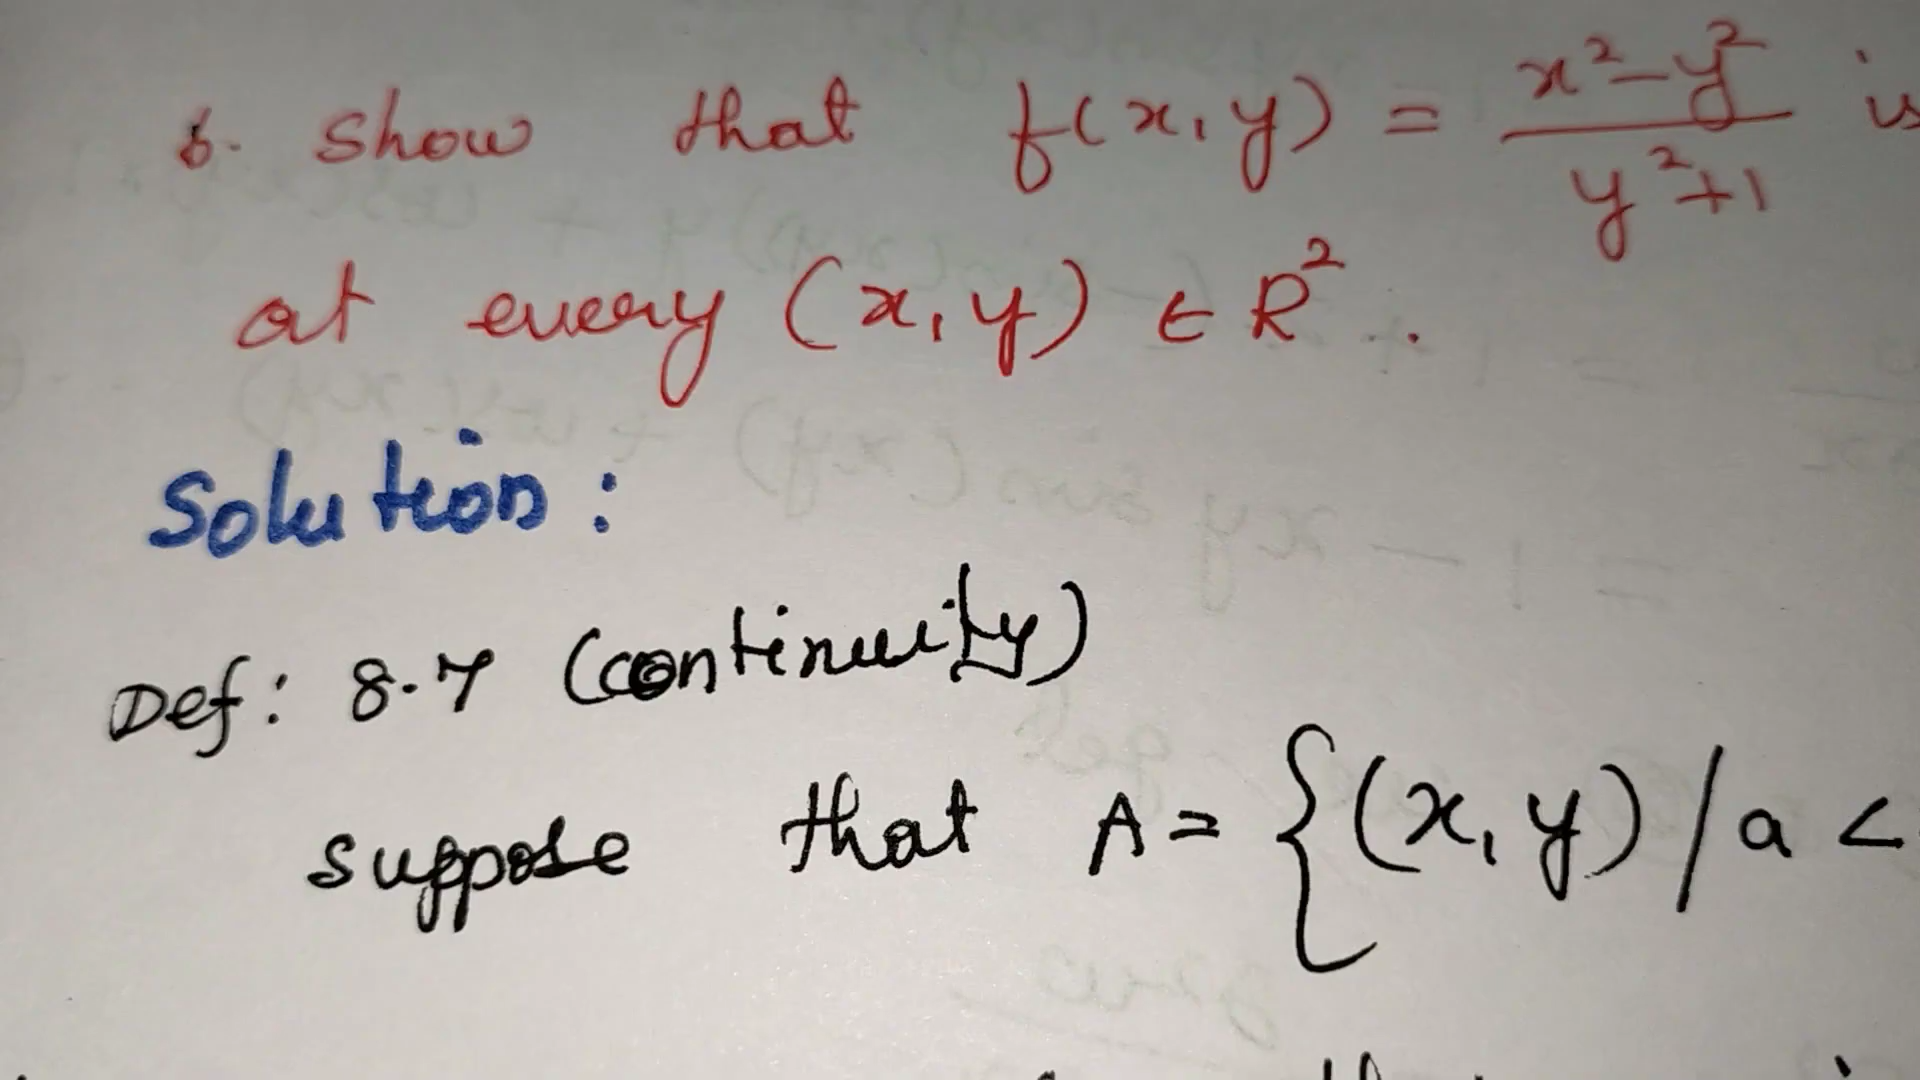 6. Show that f(x, y) = x² - y² / y² + 1 is
at every (x, y) ∈ R² .
Solution :
Def : 8.7 (continuity)
suppose that A = { (x, y) / a <